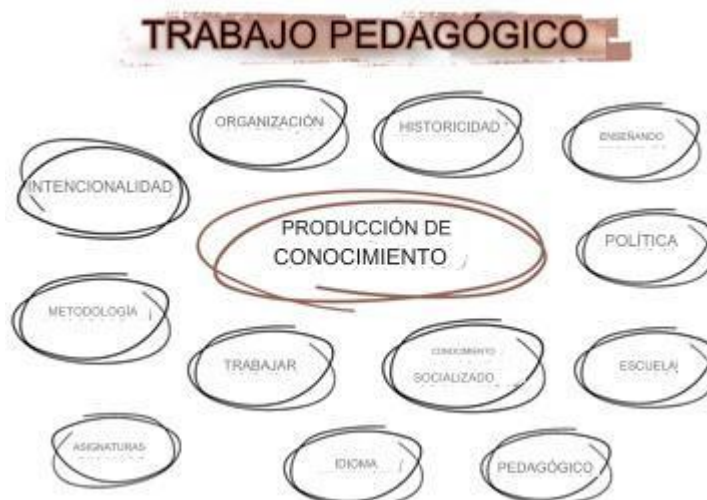 TRABAJO PEDAGÓGICO
ORGANIZACIÓN
HISTORICIDAD
ENSEÑANDO
INTENCIONALIDAD
PRODUCCIÓN DE
CONOCIMIENTO
POLÍTICA
METODOLOGÍA
TRABAJAR
CONOCIMIENTO
SOCIALIZADO
ESCUELA
ASIGNATURAS
IDIOMA
PEDAGÓGICO